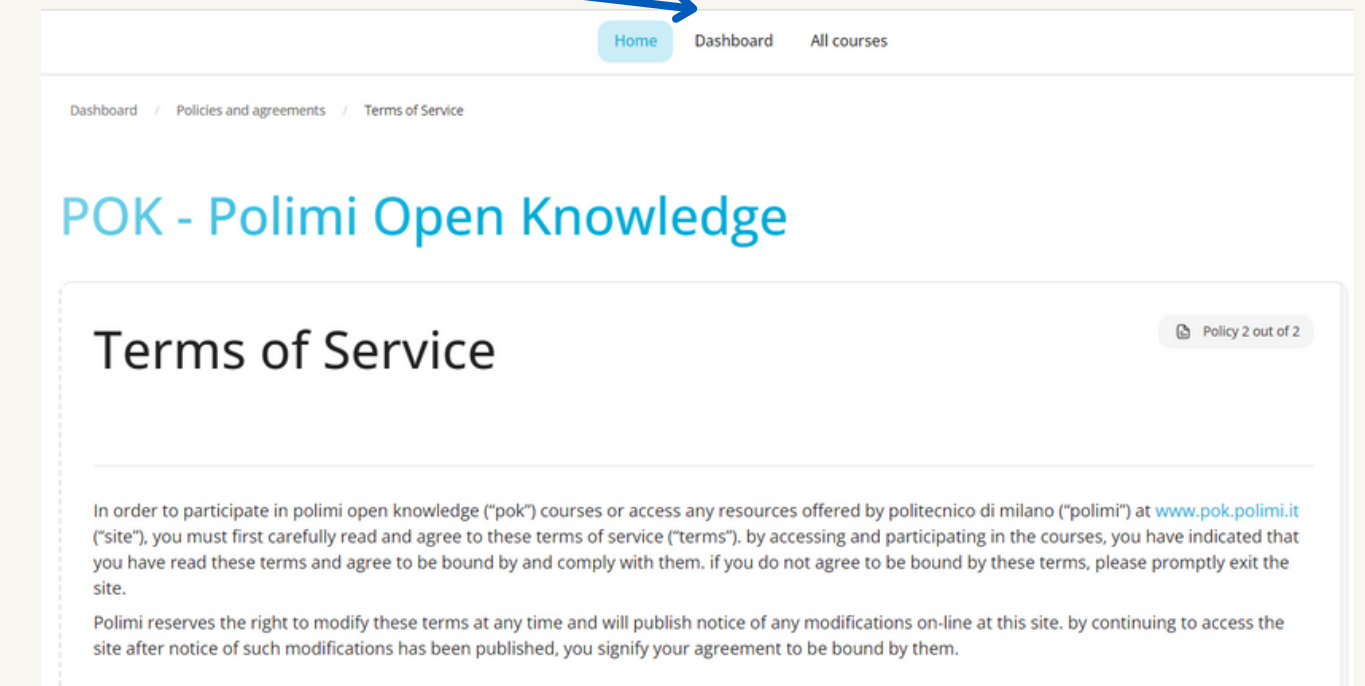 Home Dashboard All courses
Dashboard / Policies and agreements / Terms of Service
POK - Polimi Open Knowledge
Terms of Service
Policy 2 out of 2
In order to participate in polimi open knowledge (“pok”) courses or access any resources offered by politecnico di milano (“polimi”) at www.pok.polimi.it
(“site”), you must first carefully read and agree to these terms of service (“terms”). by accessing and participating in the courses, you have indicated that
you have read these terms and agree to be bound by and comply with them. if you do not agree to be bound by these terms, please promptly exit the
site.
Polimi reserves the right to modify these terms at any time and will publish notice of any modifications on-line at this site. by continuing to access the
site after notice of such modifications has been published, you signify your agreement to be bound by them.